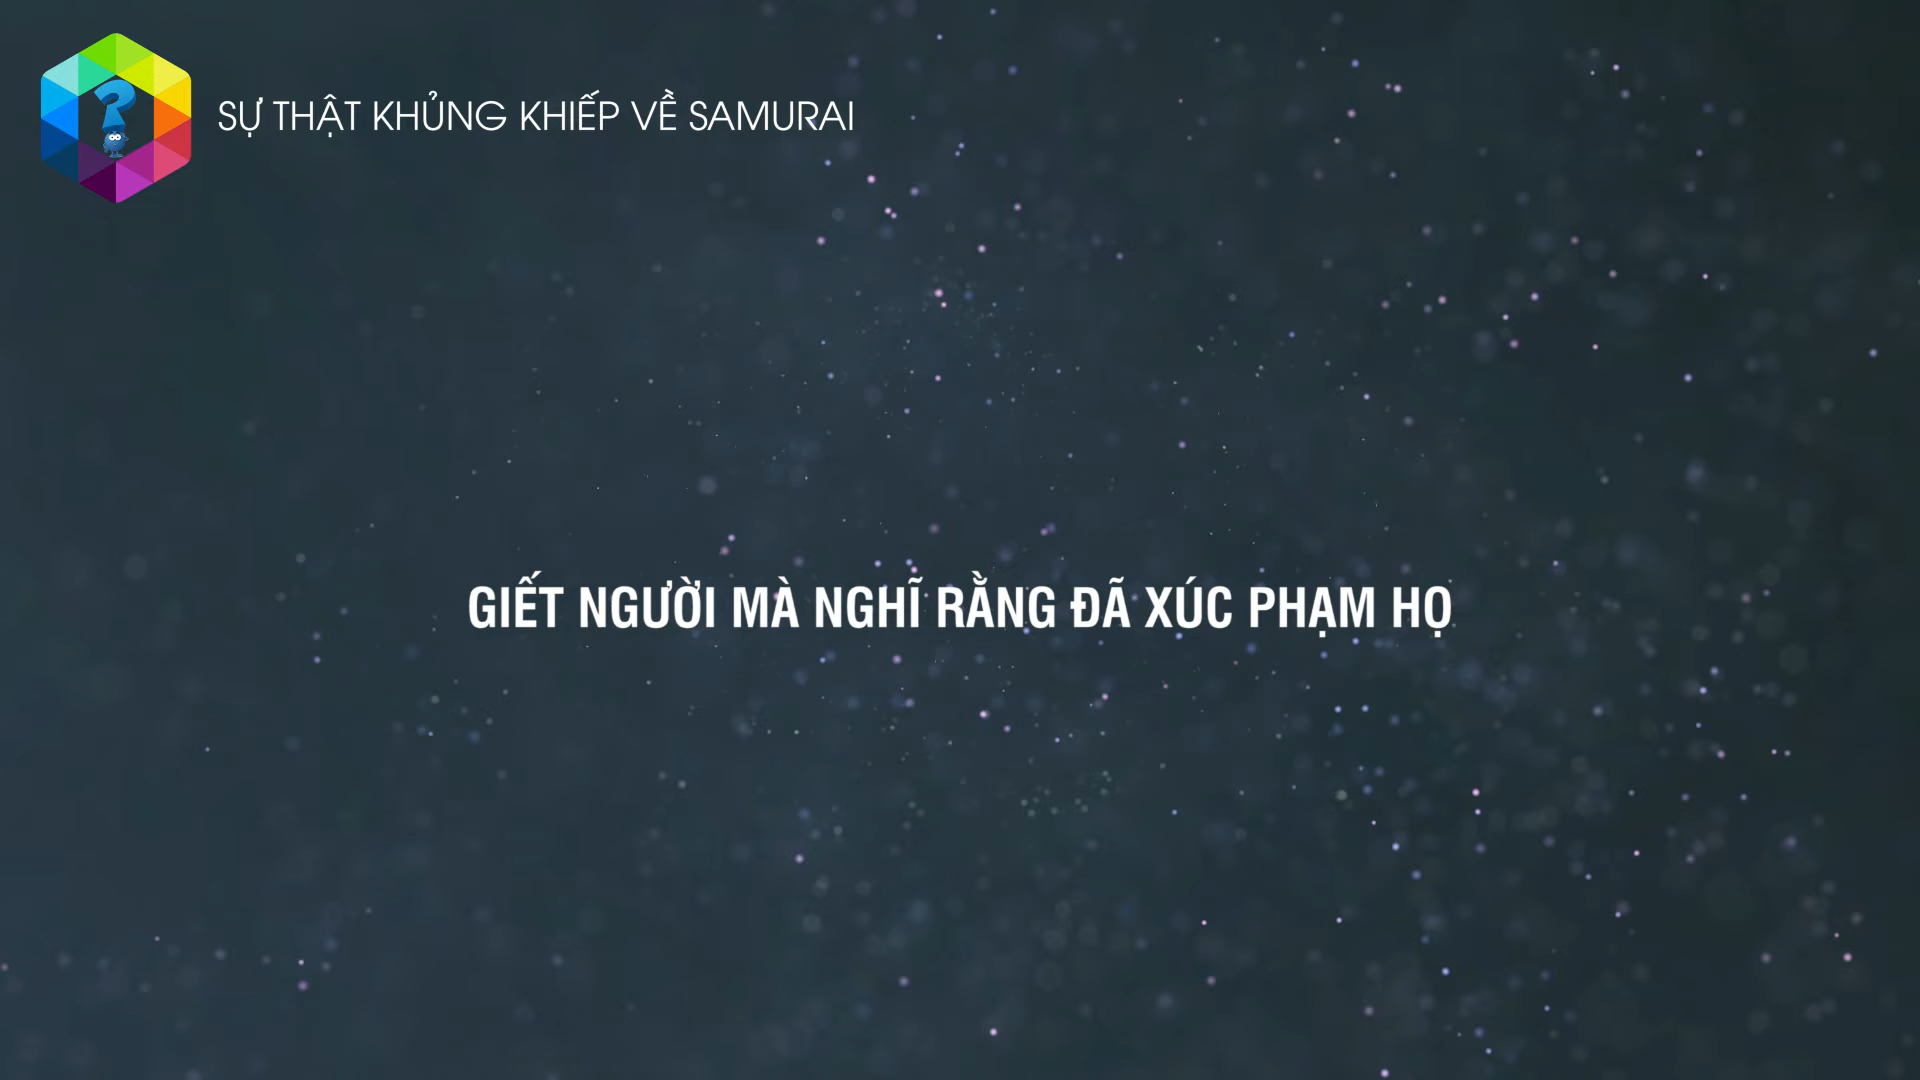 SỰ THẬT KHỦNG KHIẾP VỀ SAMURAI
GIẾT NGƯỜI MÀ NGHĨ RẰNG ĐÃ XÚC PHẠM HỌ